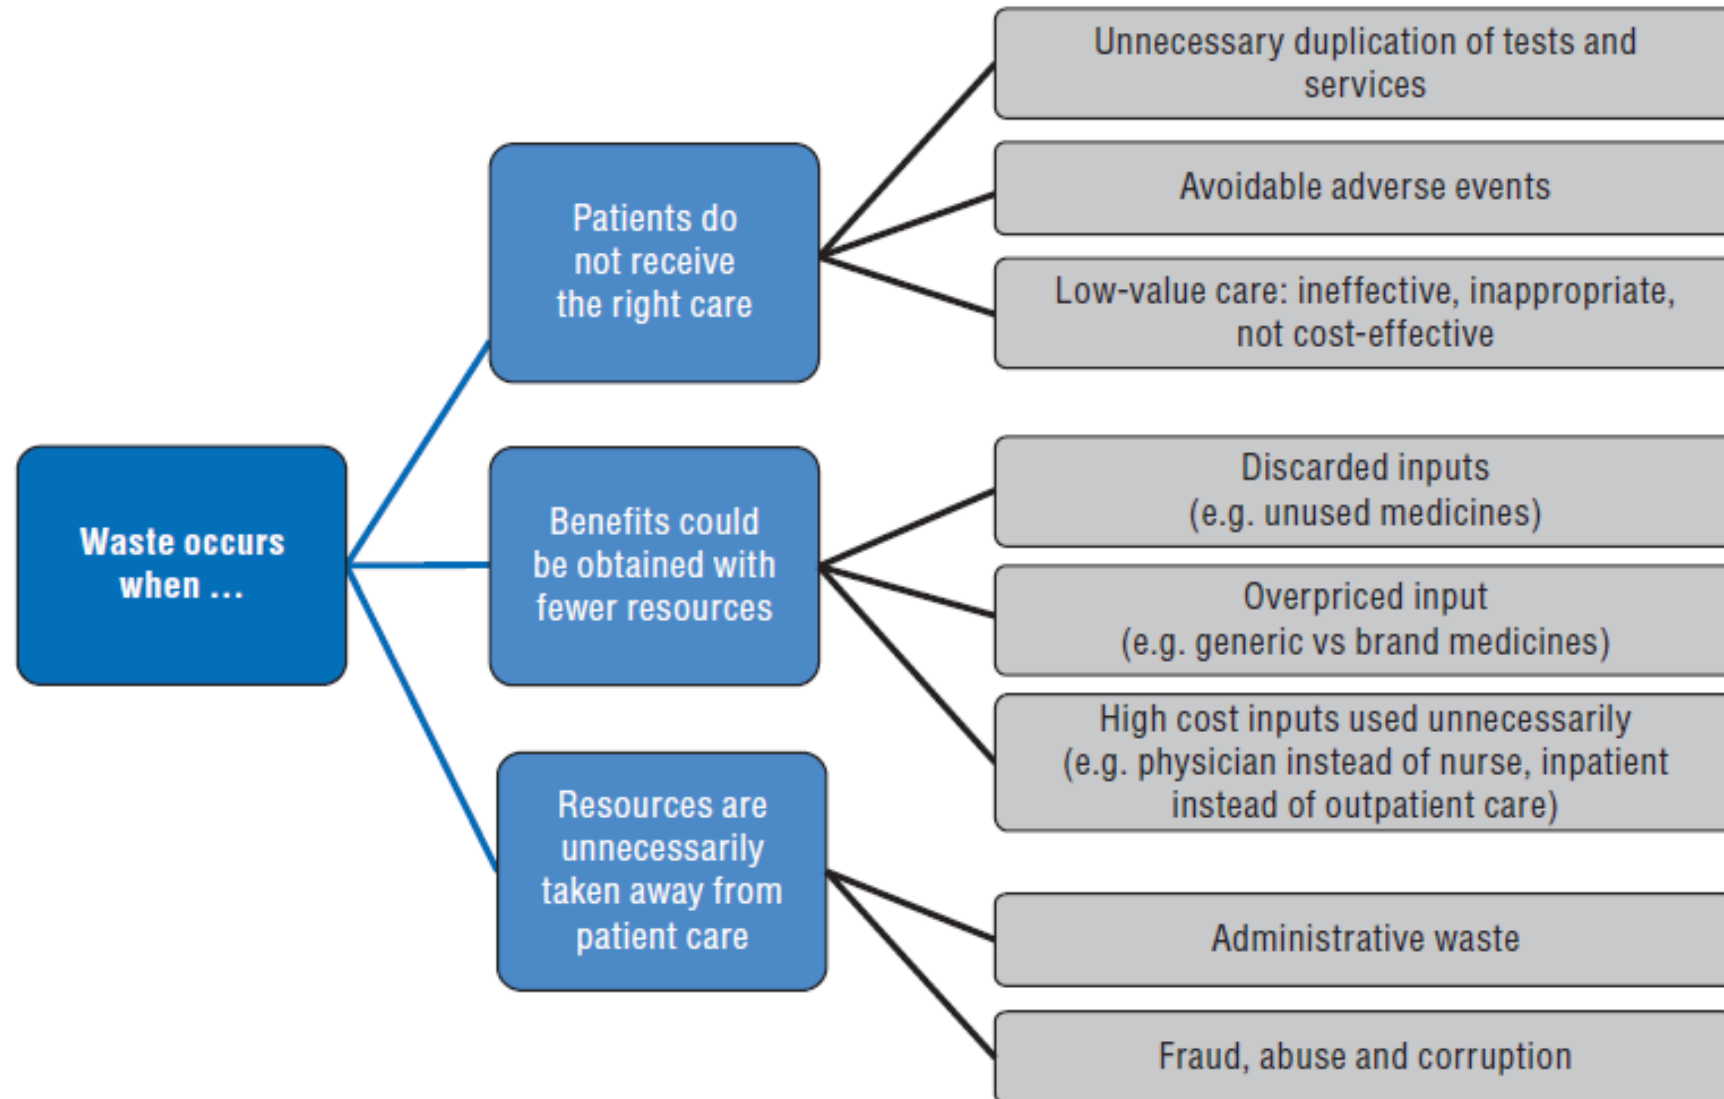 Waste occurs
when ...
Patients do
not receive
the right care
Unnecessary duplication of tests and
services
Avoidable adverse events
Low-value care: ineffective, inappropriate,
not cost-effective
Benefits could
be obtained with
fewer resources
Discarded inputs
(e.g. unused medicines)
Overpriced input
(e.g. generic vs brand medicines)
High cost inputs used unnecessarily
(e.g. physician instead of nurse, inpatient
instead of outpatient care)
Resources are
unnecessarily
taken away from
patient care
Administrative waste
Fraud, abuse and corruption